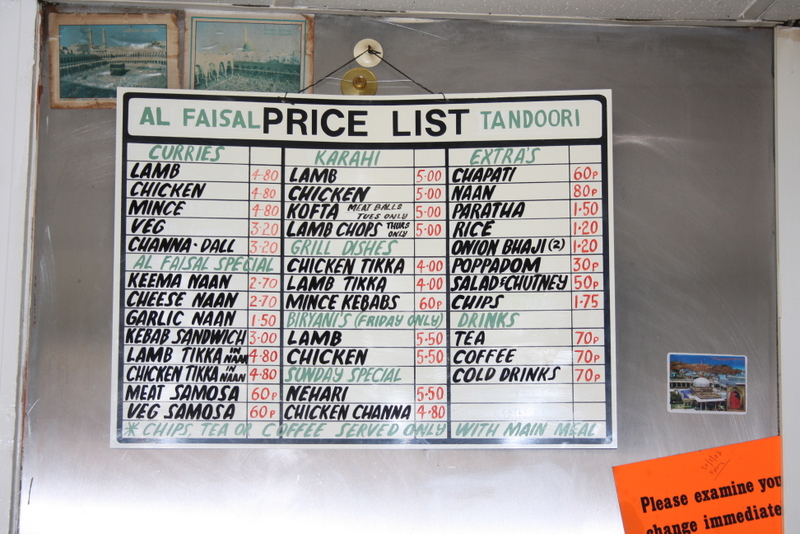 AL FAISAL PRICE LIST TANDOORI
CURRIES
LAMB 4·80
CHICKEN 4·80
MINCE 4·80
VEG 3·20
CHANNA·DALL 3·20
AL FAISAL SPECIAL
KEEMA NAAN 2·70
CHEESE NAAN 2·70
GARLIC NAAN 1·50
KEBAB SANDWICH 3·00
LAMB TIKKA IN NAAN 4·80
CHICKEN TIKKA IN NAAN 4·80
MEAT SAMOSA 60P
VEG SAMOSA 60P
KARAHI
LAMB 5·00
CHICKEN 5·00
KOFTA MEAT BALLS TUES ONLY 5·00
LAMB CHOPS THURS ONLY 5·00
GRILL DISHES
CHICKEN TIKKA 4·00
LAMB TIKKA 4·00
MINCE KEBABS 60P
BIRYANI'S (FRIDAY ONLY)
LAMB 5·50
CHICKEN 5·50
SUNDAY SPECIAL
NEHARI 5·50
CHICKEN CHANNA 4·80
EXTRA'S
CHAPATI 60P
NAAN 80P
PARATHA 1·50
RICE 1·20
ONION BHAJI (2) 1·20
POPPADOM 30P
SALAD & CHUTNEY 50P
CHIPS 1·75
DRINKS
TEA 70P
COFFEE 70P
COLD DRINKS 70P
* CHIPS, TEA OR COFFEE SERVED ONLY WITH MAIN MEAL
Please examine you
change immediate